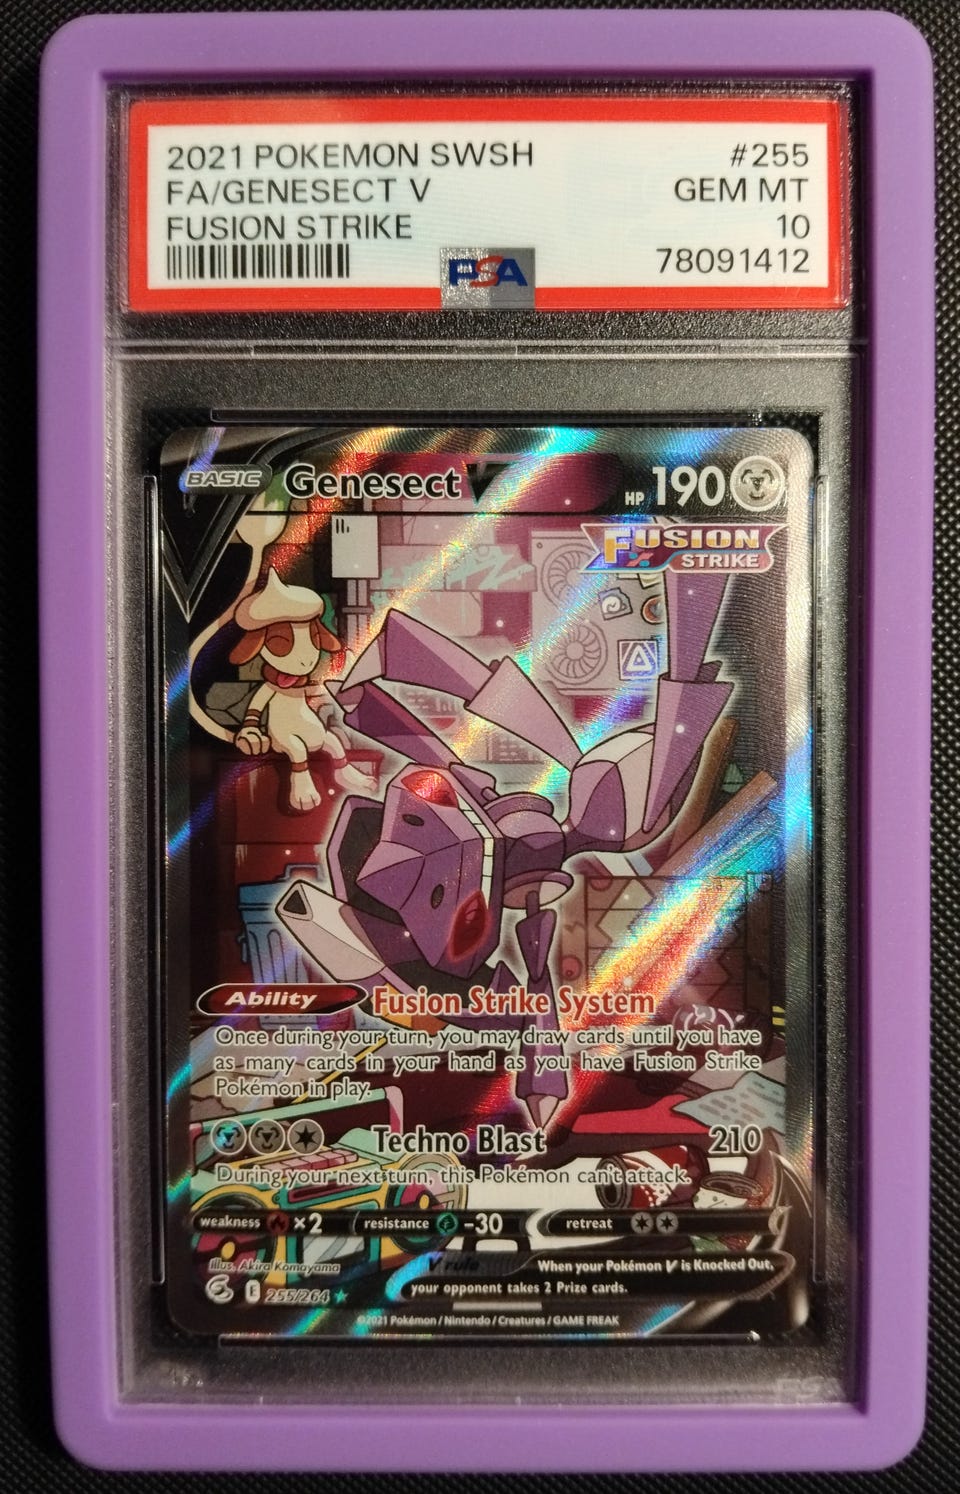 2021 POKEMON SWSH #255
FA/GENESECT V GEM MT
FUSION STRIKE 10
78091412
PSA
BASIC Genesect V HP 190
FUSION
STRIKE
Ability Fusion Strike System
Once during your turn, you may draw cards until you have
as many cards in your hand as you have Fusion Strike
Pokémon in play.
Techno Blast 210
During your next turn, this Pokémon can't attack.
weakness ×2 resistance -30 retreat
Illus. Akira Komayama
V rule When your Pokémon V is Knocked Out,
your opponent takes 2 Prize cards.
E 255/264
©2021 Pokémon / Nintendo / Creatures / GAME FREAK